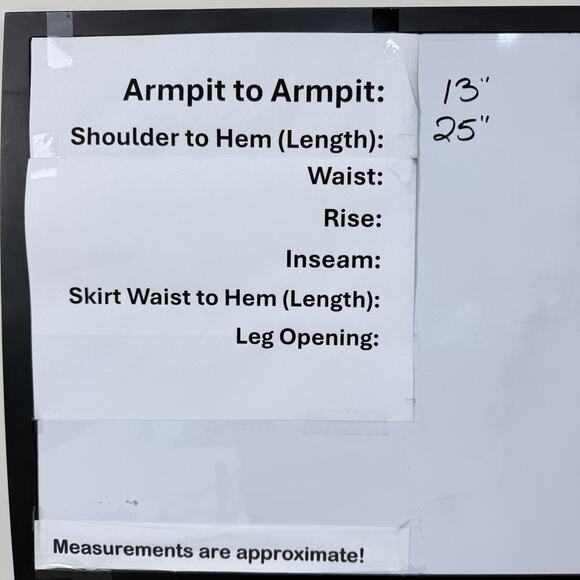 Armpit to Armpit: 13"
Shoulder to Hem (Length): 25"
Waist:
Rise:
Inseam:
Skirt Waist to Hem (Length):
Leg Opening:
Measurements are approximate!